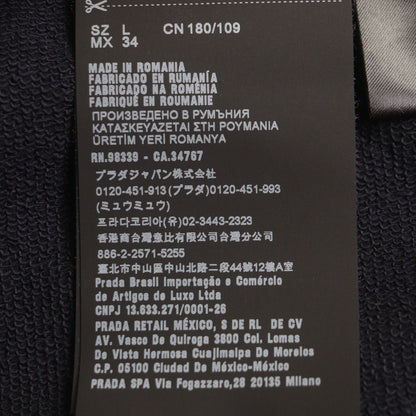 SZ L CN 180/109
MX 34
MADE IN ROMANIA
FABRICADO EN RUMANÍA
FABRICADO NA ROMÊNIA
FABRIQUÉ EN ROUMANIE
ПРОИЗВЕДЕНО В РУМЪНИЯ
ΚΑΤΑΣΚΕΥΑΖΕΤΑΙ ΣΤΗ ΡΟΥΜΑΝΙΑ
ÜRETİM YERİ ROMANYA
RN.98339 - CA.34767
プラダジャパン株式会社
0120-451-913 (プラダ) 0120-451-993
(ミュウミュウ)
프라다코리아(유) 02-3443-2323
香港商台灣普比有限公司台灣分公司
886-2-2571-5255
臺北市中山區中山北路二段44號12樓A室
Prada Brasil Importação e Comércio
de Artigos de Luxo Ltda
CNPJ 13.633.271/0001-26
PRADA RETAIL MÉXICO, S DE RL DE CV
AV. Vasco De Quiroga 3800 Col. Lomas
De Vista Hermosa Cuajimalpa De Morelos
C.P. 05100 Ciudad De México-México
PRADA SPA Via Fogazzaro,28 20135 Milano